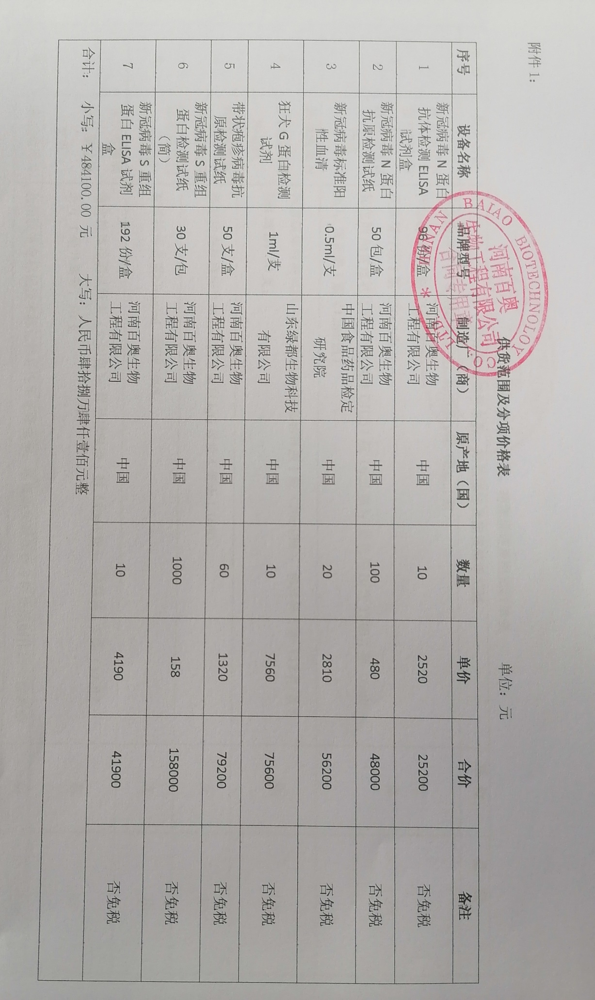 附件 1：
供货范围及分项价格表
单位：元
序号 设备名称 品牌型号 制造厂（商） 原产地（国） 数量 单价 合价 备注
1 新冠病毒 N 蛋白抗体检测 ELISA 试剂盒 96 份/盒 河南百奥生物工程有限公司 中国 10 2520 25200 否免税
2 新冠病毒 N 蛋白抗原检测试纸 50 包/盒 河南百奥生物工程有限公司 中国 100 480 48000 否免税
3 新冠病毒标准阳性血清 0.5ml/支 中国食品药品检定研究院 中国 20 2810 56200 否免税
4 狂犬 G 蛋白检测试剂 1ml/支 山东绿都生物科技有限公司 中国 10 7560 75600 否免税
5 带状疱疹病毒抗原检测试纸 50 支/盒 河南百奥生物工程有限公司 中国 60 1320 79200 否免税
6 新冠病毒 S 重组蛋白检测试纸（简） 30 支/包 河南百奥生物工程有限公司 中国 1000 158 158000 否免税
7 新冠病毒 S 重组蛋白 ELISA 试剂盒 192 份/盒 河南百奥生物工程有限公司 中国 10 4190 41900 否免税
合计： 小写：￥484100.00 元 大写：人民币肆拾捌万肆仟壹佰元整
HENAN BAIAO BIOTECHNOLOY CO., LTD
河南百奥
生物工程有限公司
合同专用章